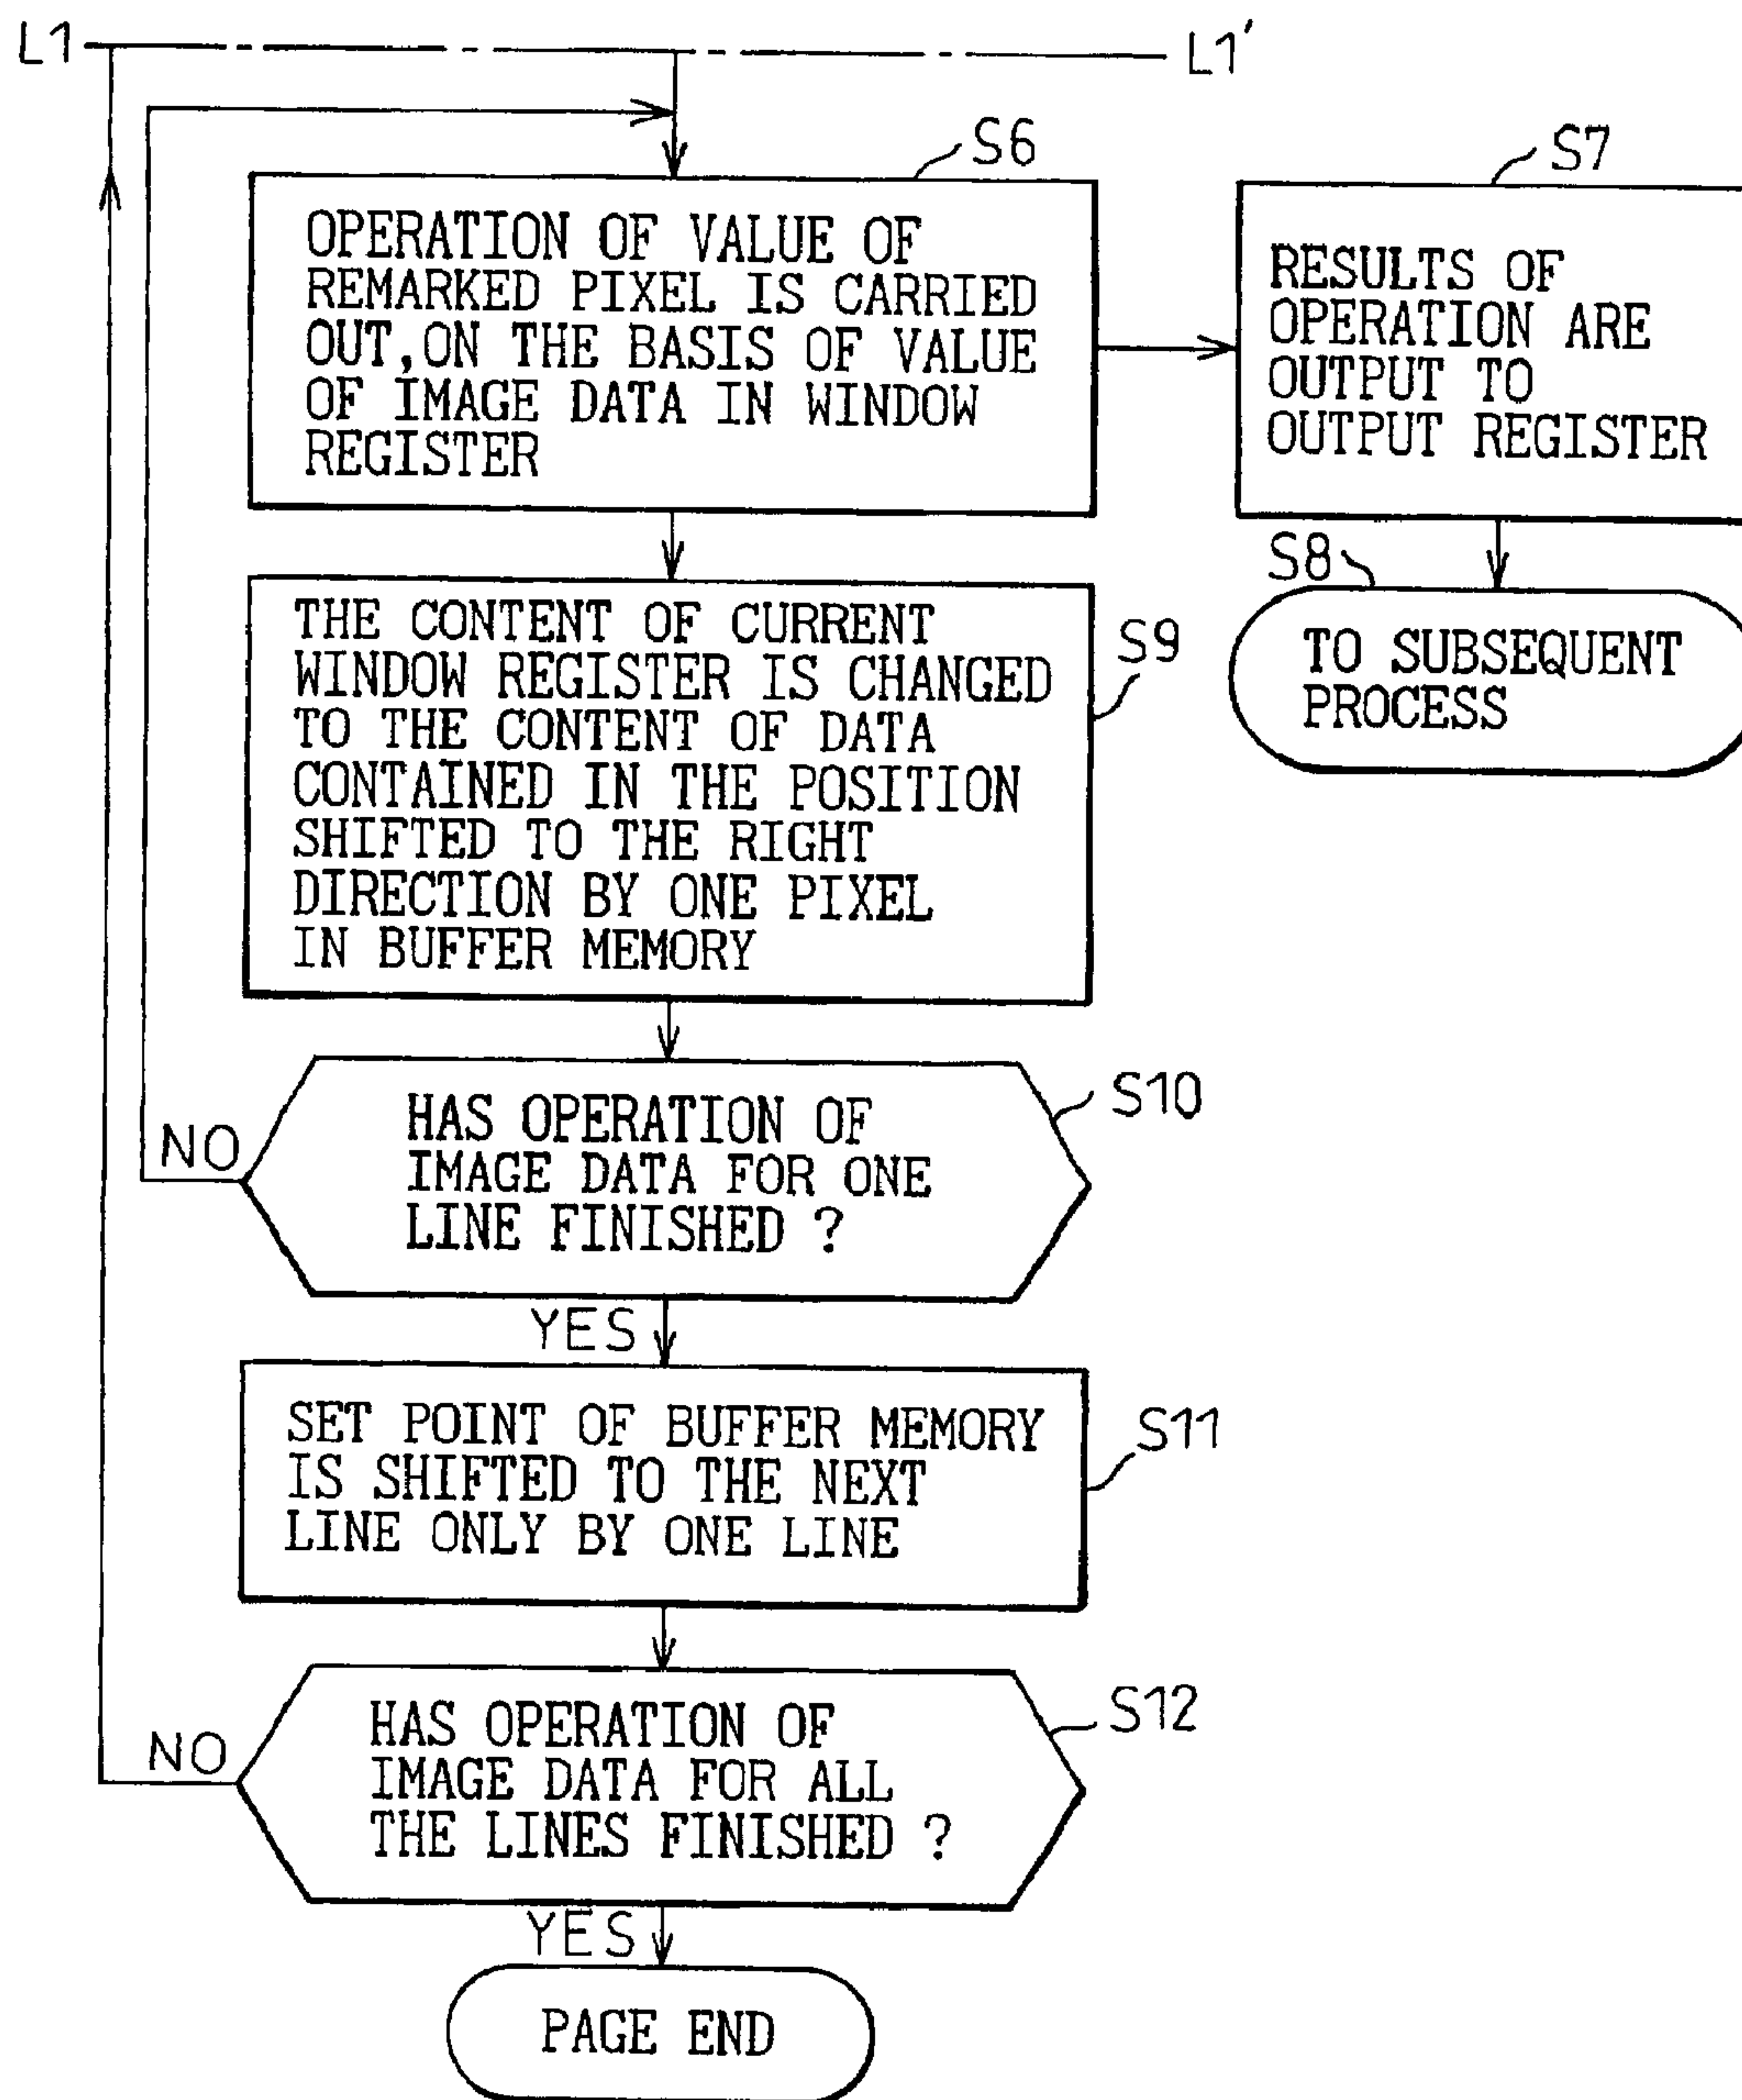 L1
L1'
S6
OPERATION OF VALUE OF
REMARKED PIXEL IS CARRIED
OUT,ON THE BASIS OF VALUE
OF IMAGE DATA IN WINDOW
REGISTER
S7
RESULTS OF
OPERATION ARE
OUTPUT TO
OUTPUT REGISTER
S8
TO SUBSEQUENT
PROCESS
S9
THE CONTENT OF CURRENT
WINDOW REGISTER IS CHANGED
TO THE CONTENT OF DATA
CONTAINED IN THE POSITION
SHIFTED TO THE RIGHT
DIRECTION BY ONE PIXEL
IN BUFFER MEMORY
S10
HAS OPERATION OF
IMAGE DATA FOR ONE
LINE FINISHED ?
NO
YES
S11
SET POINT OF BUFFER MEMORY
IS SHIFTED TO THE NEXT
LINE ONLY BY ONE LINE
S12
HAS OPERATION OF
IMAGE DATA FOR ALL
THE LINES FINISHED ?
NO
YES
PAGE END